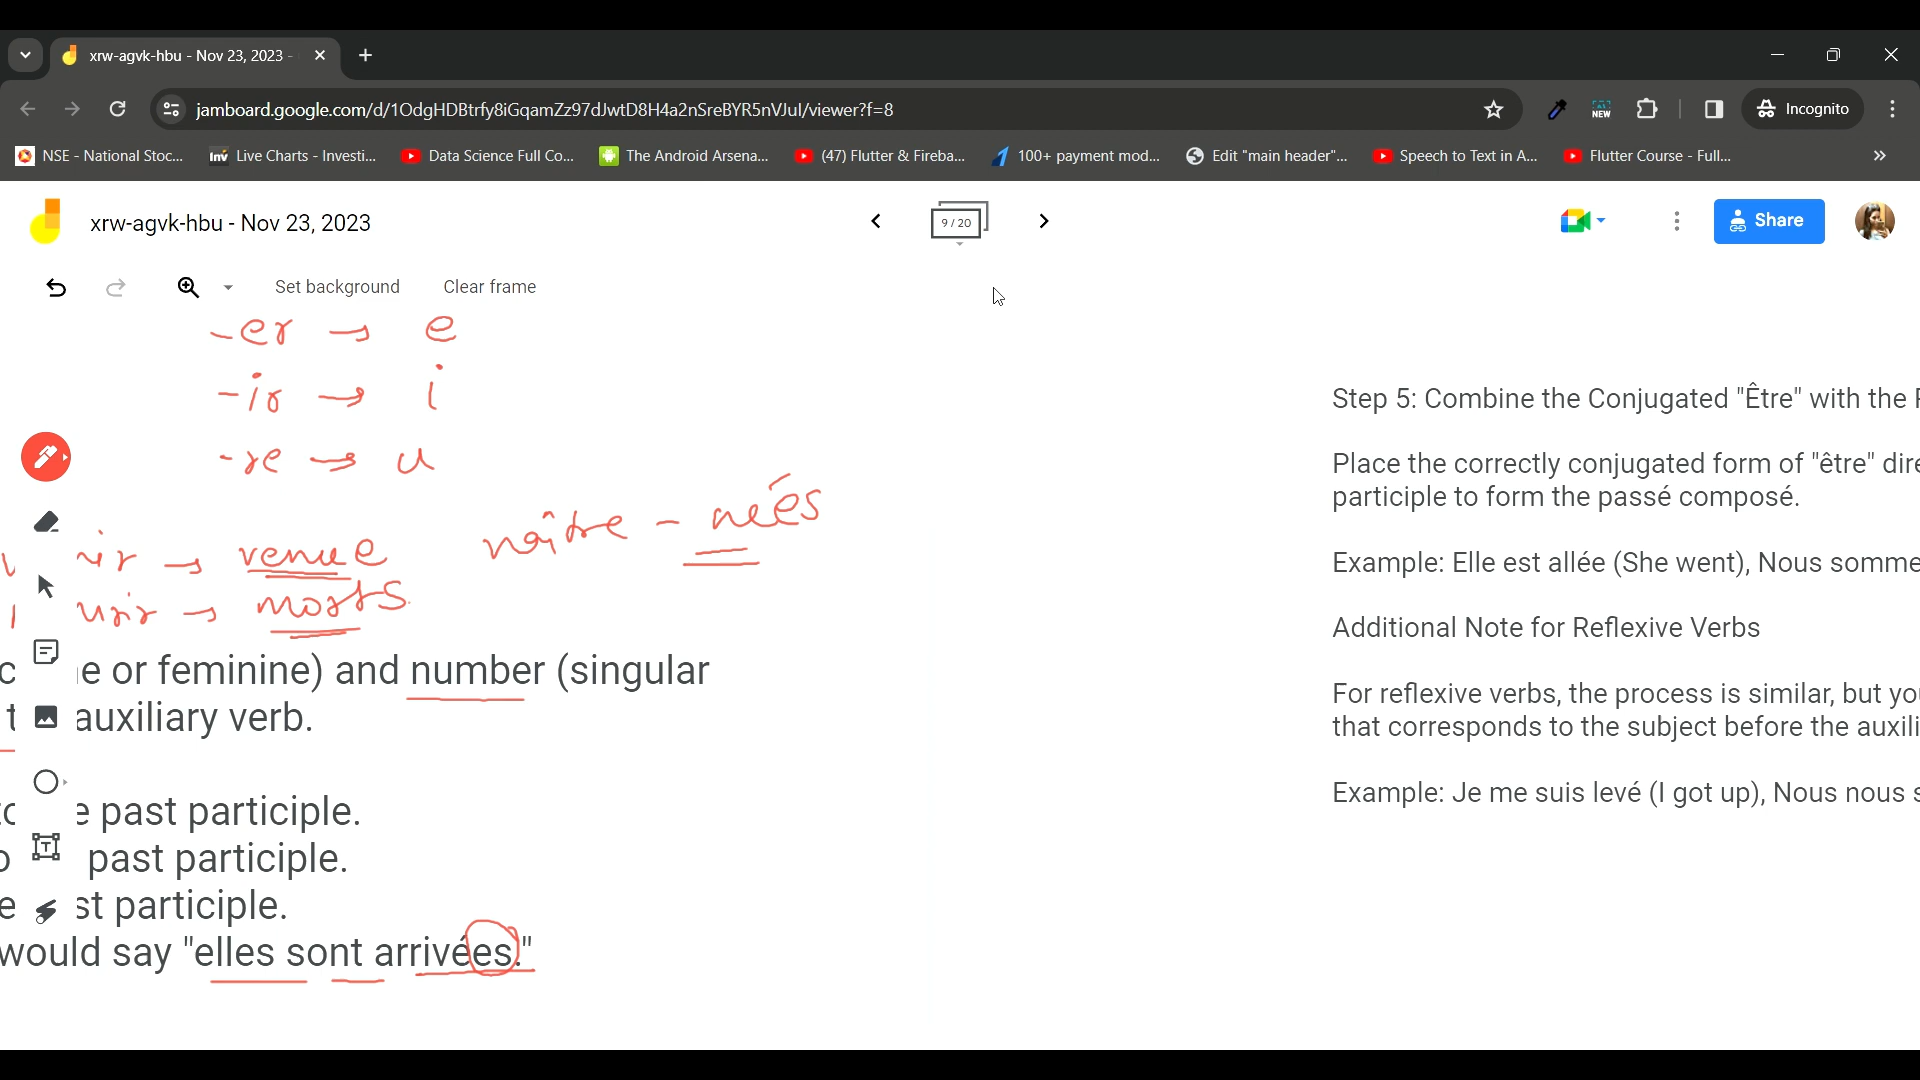 xrw-agvk-hbu - Nov 23, 2023 -
jamboard.google.com/d/1OdgHDBtrfy8iGqamZz97dJwtD8H4a2nSreBYR5nVJuI/viewer?f=8
NEW
Incognito
NSE - National Stoc...
Inv Live Charts - Investi...
Data Science Full Co...
The Android Arsena...
(47) Flutter & Fireba...
100+ payment mod...
Edit "main header"...
Speech to Text in A...
Flutter Course - Full...
xrw-agvk-hbu - Nov 23, 2023
9 / 20
Share
Set background Clear frame
-er → e
-ir → i
-re → u
naître - nées
→ venue
→ morts
e or feminine) and number (singular
auxiliary verb.
e past participle.
past participle.
st participle.
would say "elles sont arrivées."
Step 5: Combine the Conjugated "Être" with the
Place the correctly conjugated form of "être" dire
participle to form the passé composé.
Example: Elle est allée (She went), Nous somme
Additional Note for Reflexive Verbs
For reflexive verbs, the process is similar, but you
that corresponds to the subject before the auxili
Example: Je me suis levé (I got up), Nous nous s